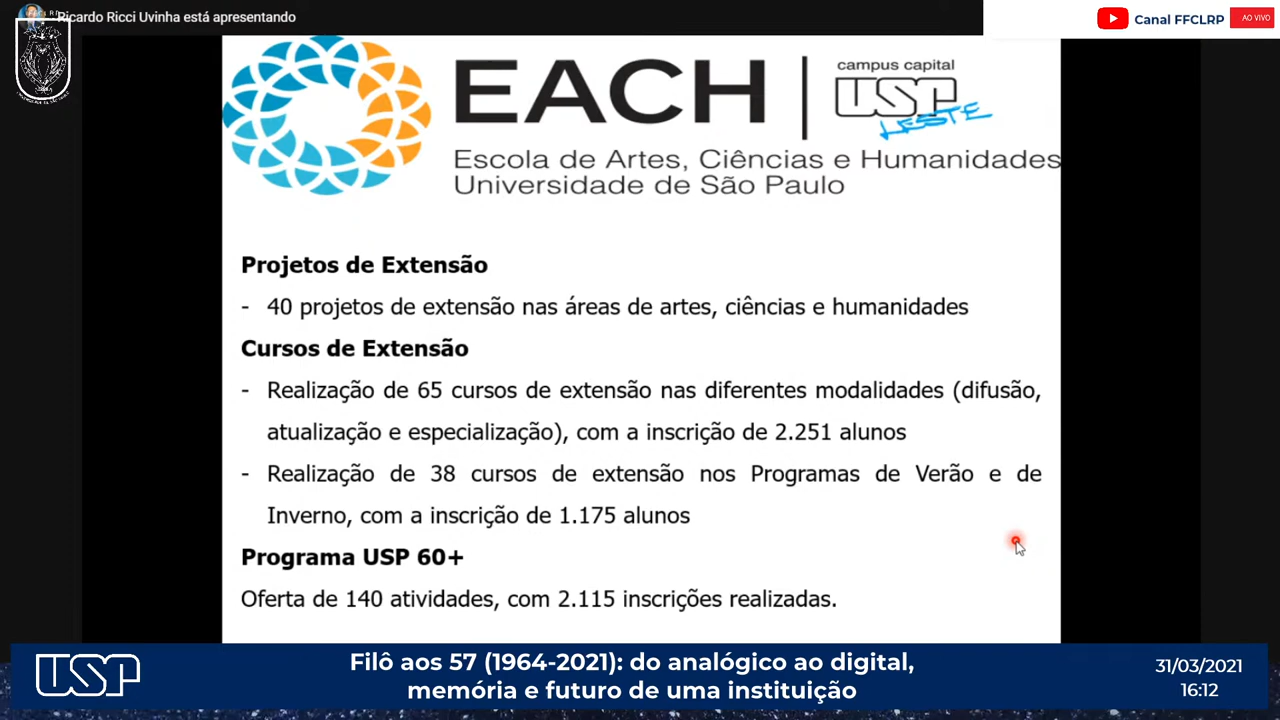 Ricardo Ricci Uvinha está apresentando
Canal FFCLRP
AO VIVO
EACH
campus capital
USP
LESTE
Escola de Artes, Ciências e Humanidades
Universidade de São Paulo
Projetos de Extensão
- 40 projetos de extensão nas áreas de artes, ciências e humanidades
Cursos de Extensão
- Realização de 65 cursos de extensão nas diferentes modalidades (difusão,
atualização e especialização), com a inscrição de 2.251 alunos
- Realização de 38 cursos de extensão nos Programas de Verão e de
Inverno, com a inscrição de 1.175 alunos
Programa USP 60+
Oferta de 140 atividades, com 2.115 inscrições realizadas.
USP
Filô aos 57 (1964-2021): do analógico ao digital,
memória e futuro de uma instituição
31/03/2021
16:12